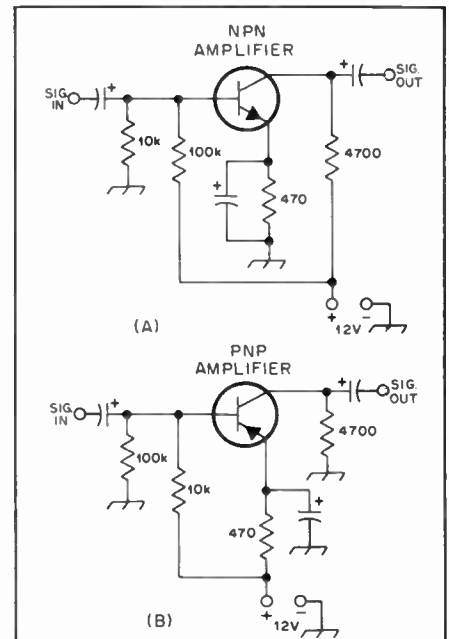 NPN
AMPLIFIER
SIG.
IN
+
+
SIG.
OUT
10k
100k
4700
+
470
(A)
+
12V
−
PNP
AMPLIFIER
SIG.
IN
+
+
SIG.
OUT
100k
10k
4700
470
+
(B)
+
12V
−